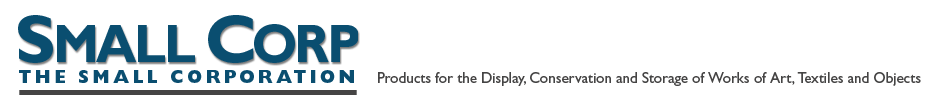 SMALL CORP
THE SMALL CORPORATION
Products for the Display, Conservation and Storage of Works of Art, Textiles and Objects